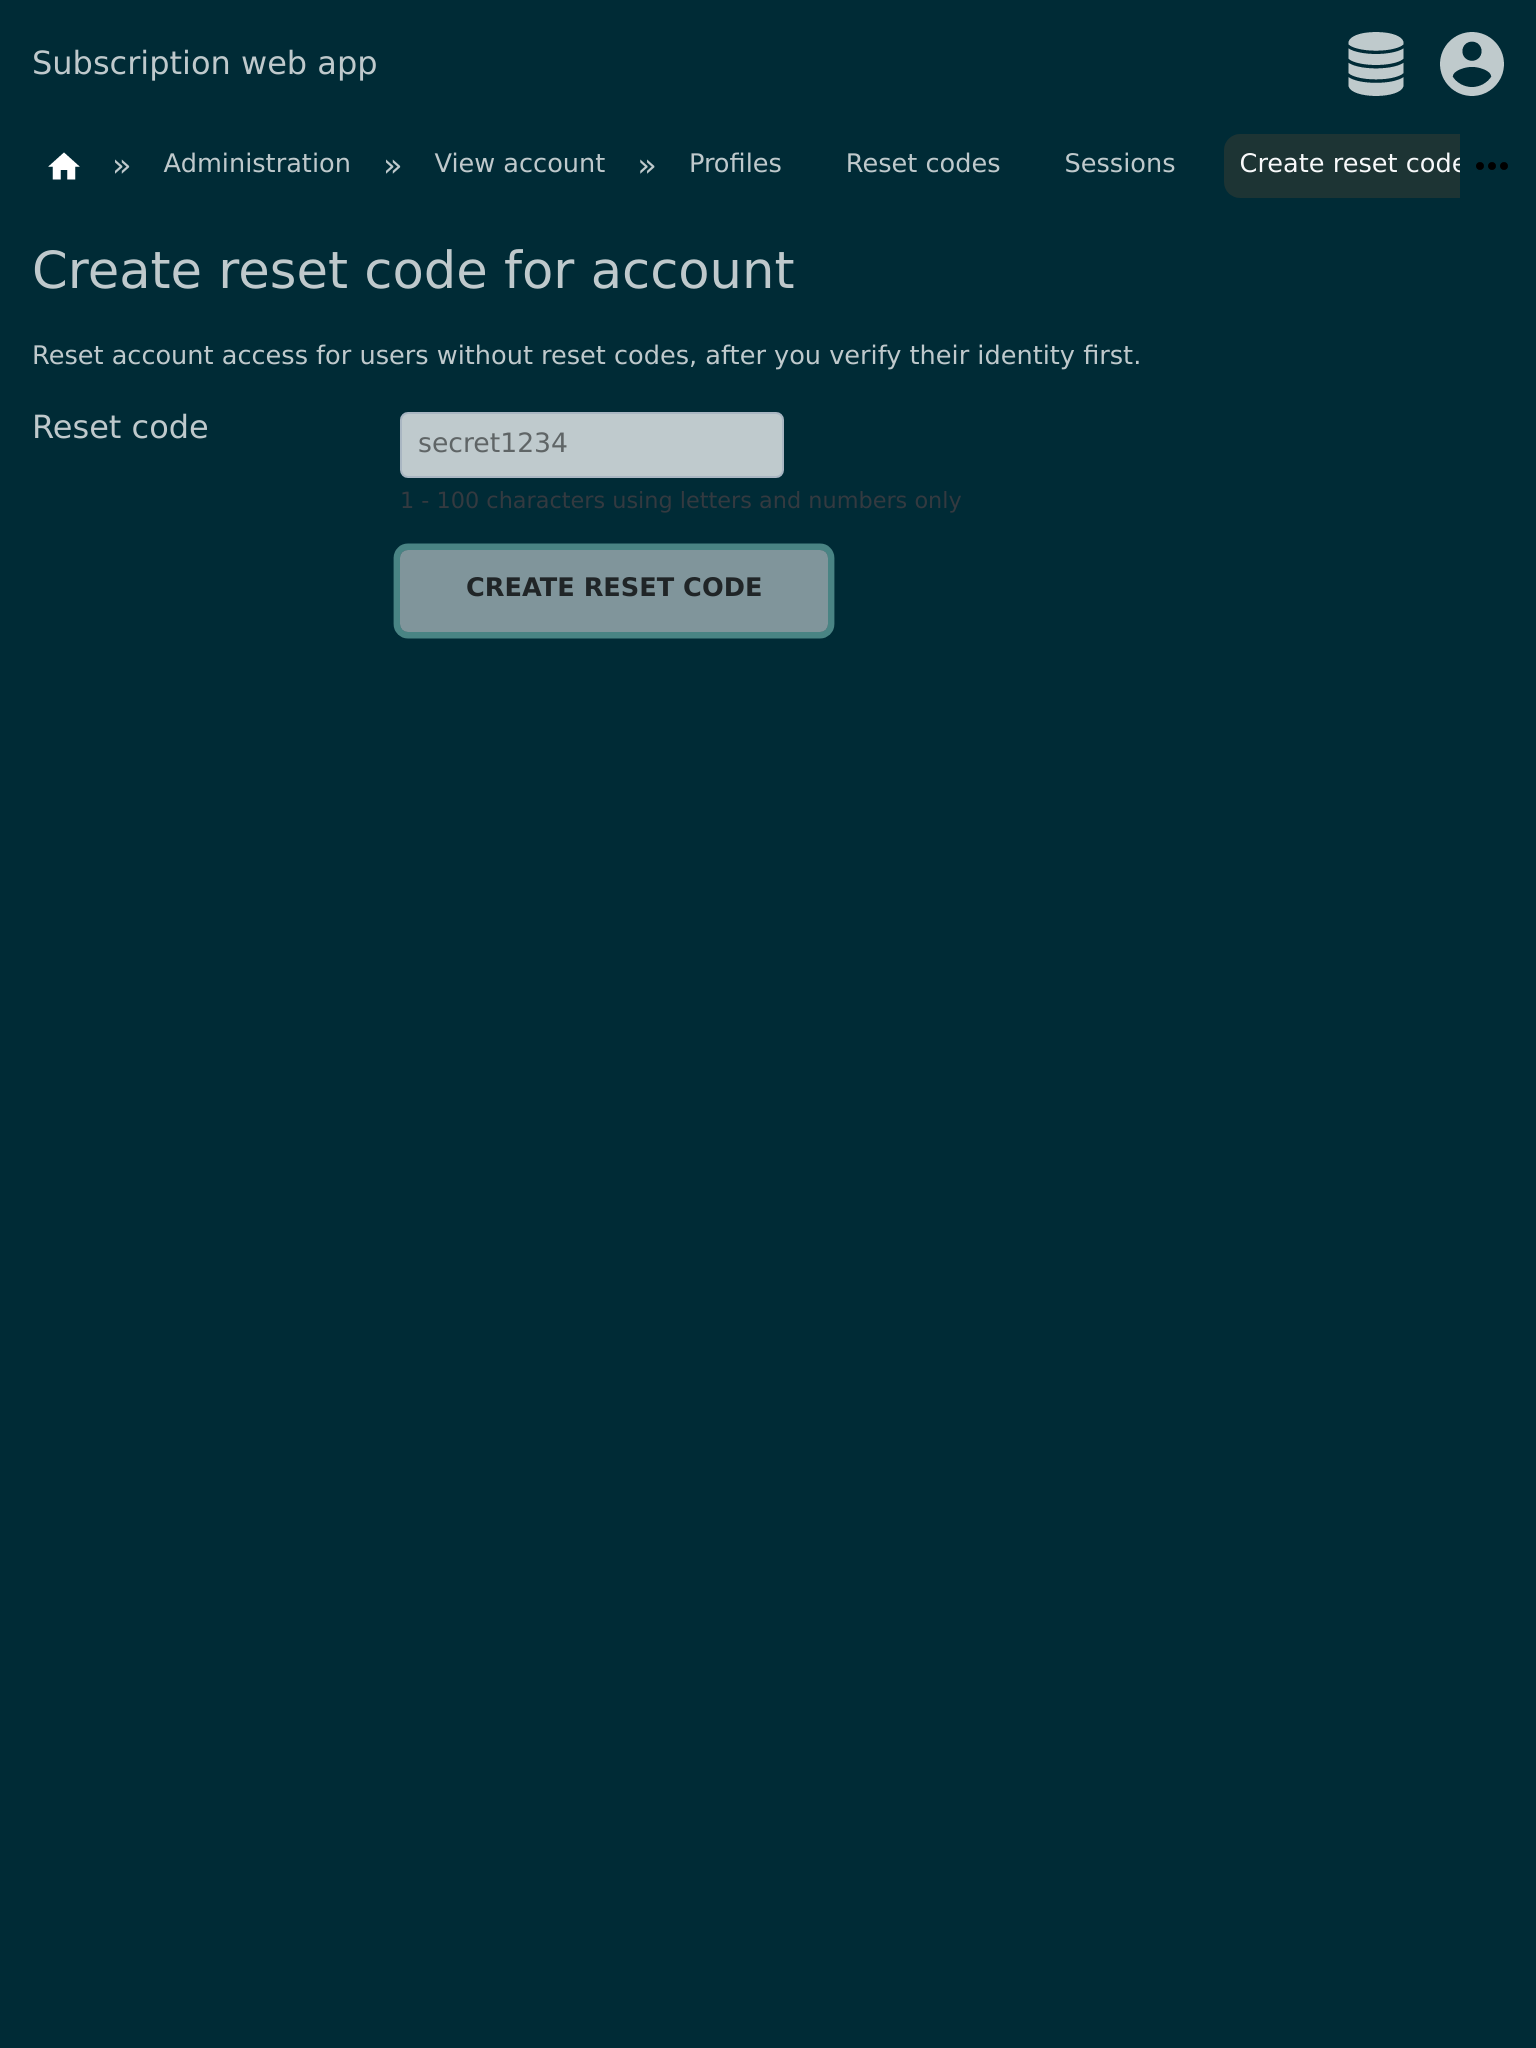 Subscription web app
» Administration » View account » Profiles Reset codes Sessions Create reset code
Create reset code for account
Reset account access for users without reset codes, after you verify their identity first.
Reset code
secret1234
1 - 100 characters using letters and numbers only
CREATE RESET CODE